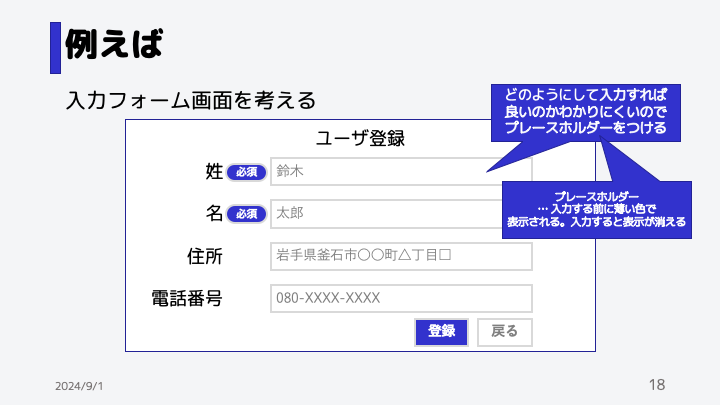 例えば
入力フォーム画面を考える
どのようにして入力すれば
良いのかわかりにくいので
プレースホルダーをつける
ユーザ登録
姓 必須 鈴木
プレースホルダー
… 入力する前に薄い色で
表示される。入力すると表示が消える
名 必須 太郎
住所 岩手県釜石市〇〇町△丁目□
電話番号 080-XXXX-XXXX
登録 戻る
2024/9/1
18